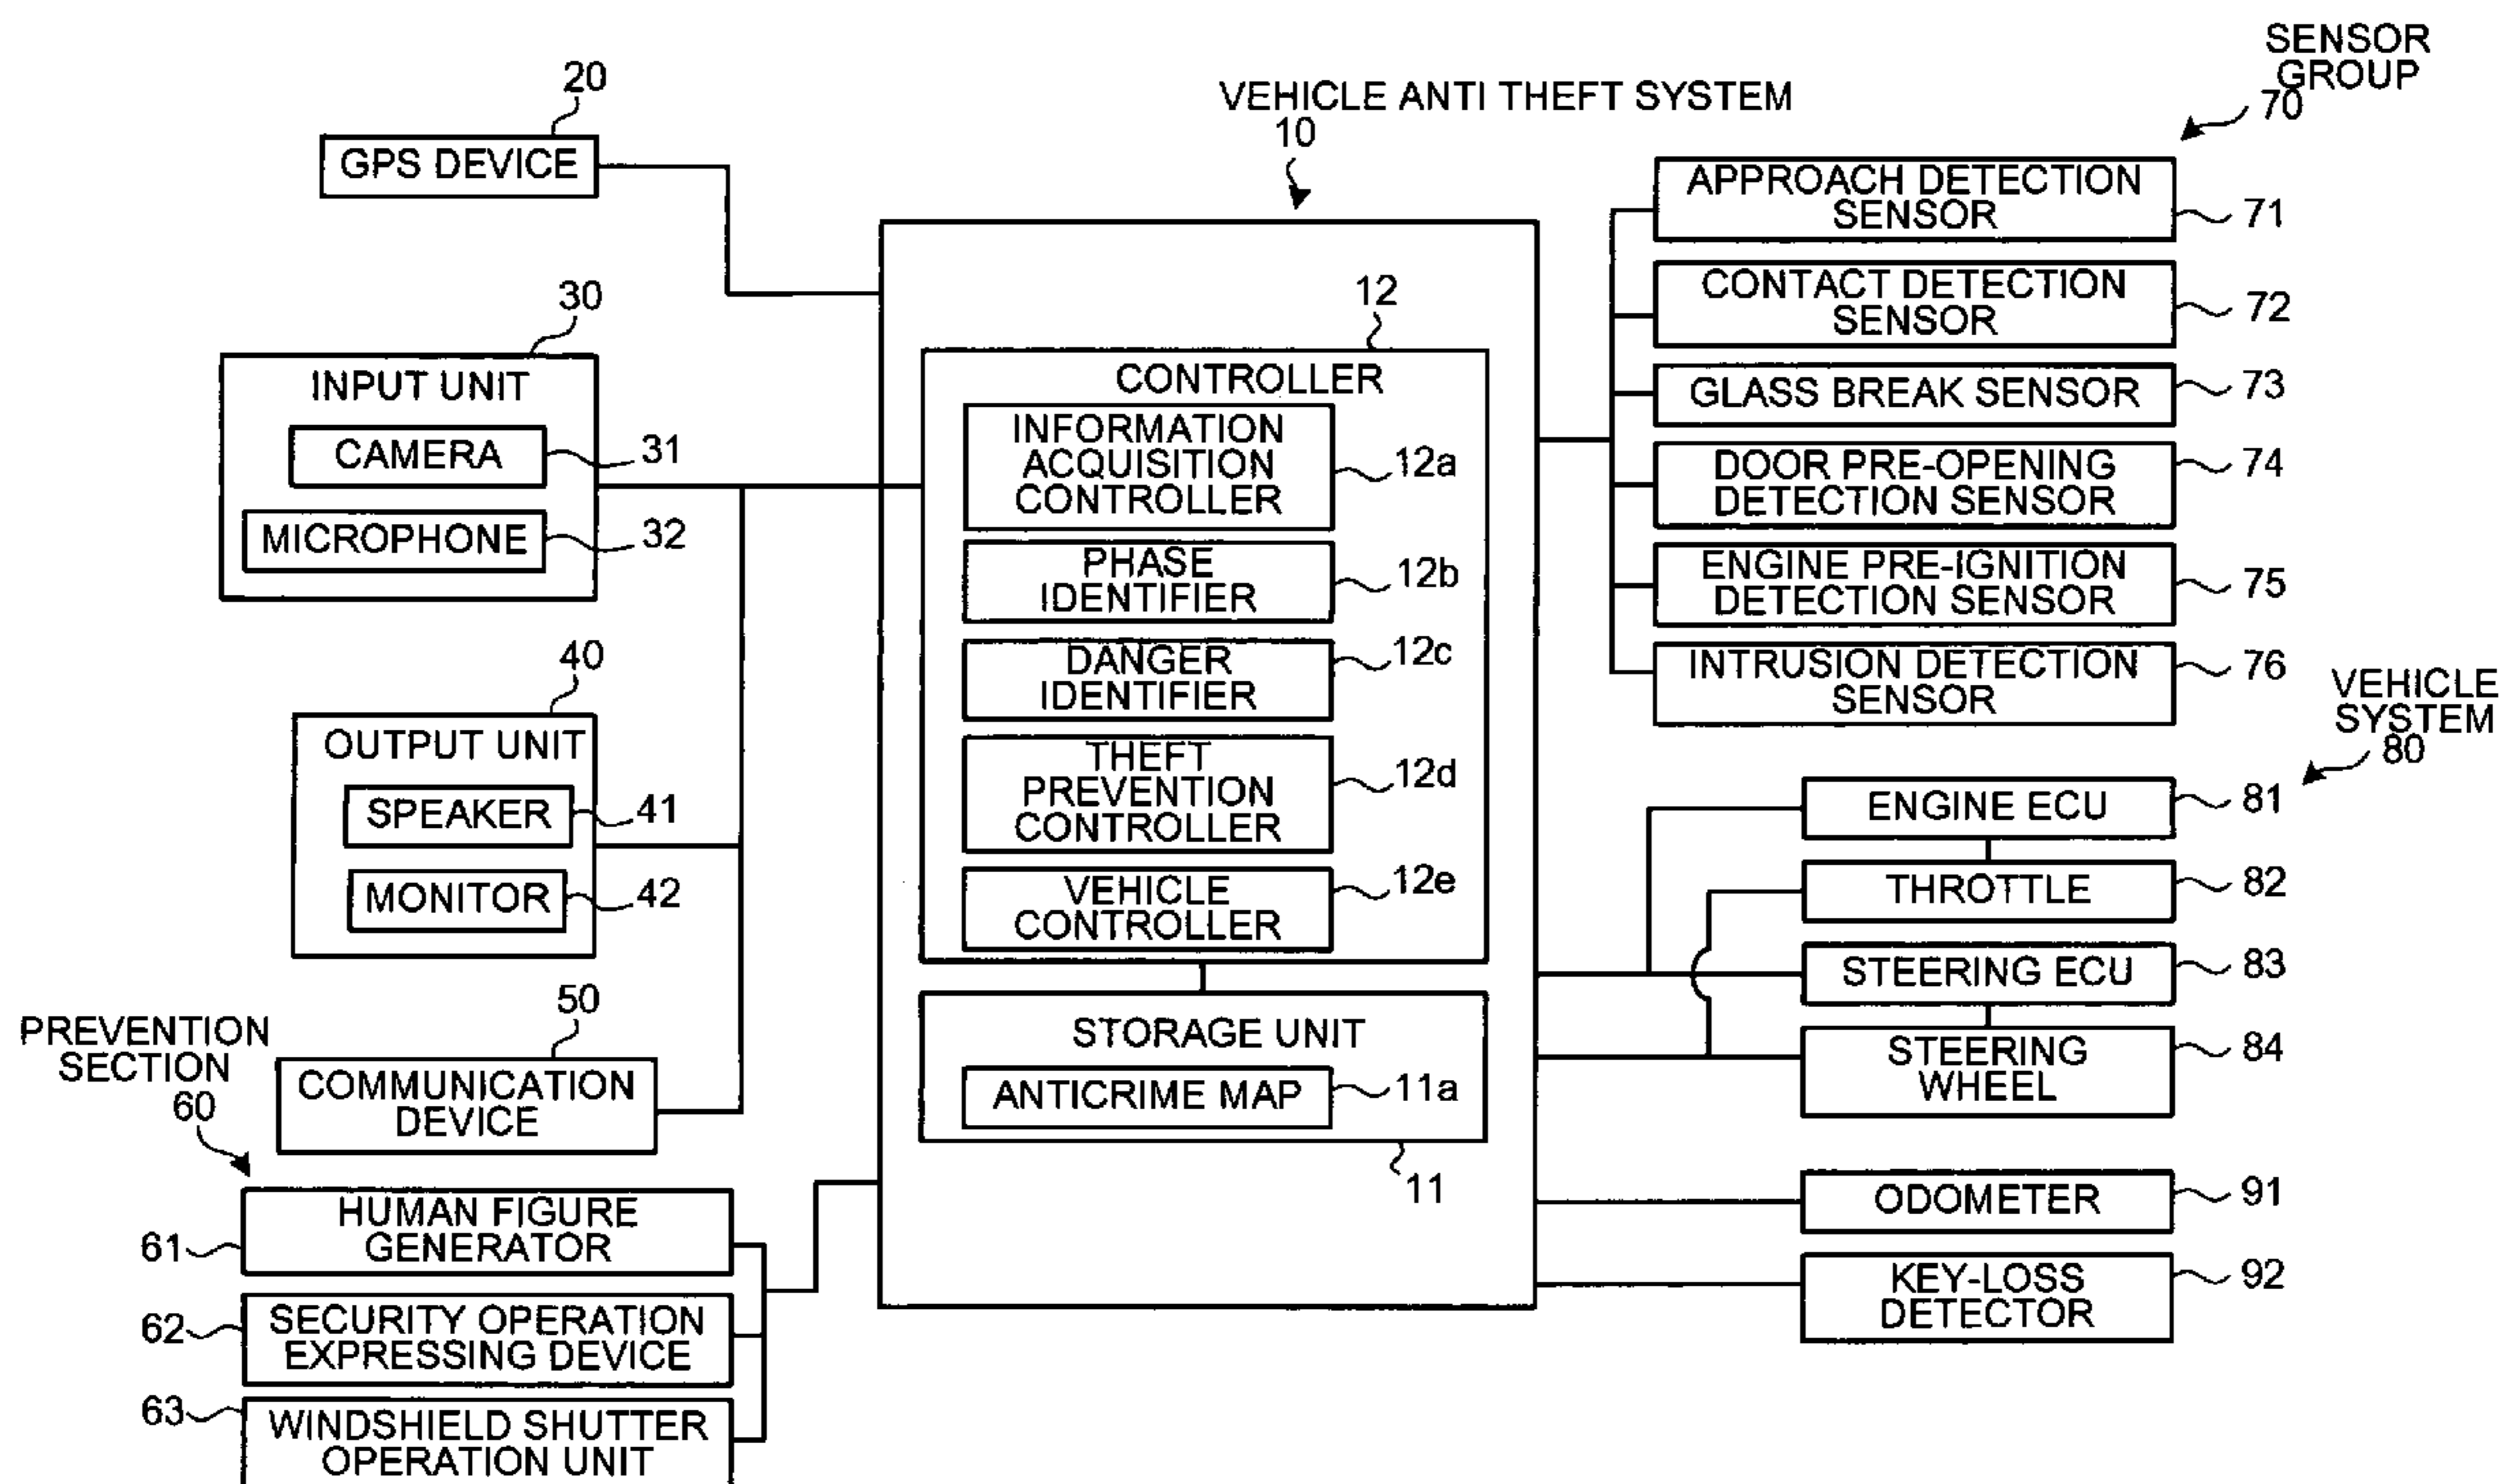 SENSOR
GROUP
70
VEHICLE ANTI THEFT SYSTEM
10
20
GPS DEVICE
30
INPUT UNIT
CAMERA
31
MICROPHONE
32
40
OUTPUT UNIT
SPEAKER
41
MONITOR
42
50
COMMUNICATION
DEVICE
PREVENTION
SECTION
60
HUMAN FIGURE
GENERATOR
61
SECURITY OPERATION
EXPRESSING DEVICE
62
WINDSHIELD SHUTTER
OPERATION UNIT
63
12
CONTROLLER
INFORMATION
ACQUISITION
CONTROLLER
12a
PHASE
IDENTIFIER
12b
DANGER
IDENTIFIER
12c
THEFT
PREVENTION
CONTROLLER
12d
VEHICLE
CONTROLLER
12e
STORAGE UNIT
ANTICRIME MAP
11a
11
APPROACH DETECTION
SENSOR
71
CONTACT DETECTION
SENSOR
72
GLASS BREAK SENSOR
73
DOOR PRE-OPENING
DETECTION SENSOR
74
ENGINE PRE-IGNITION
DETECTION SENSOR
75
INTRUSION DETECTION
SENSOR
76
VEHICLE
SYSTEM
80
ENGINE ECU
81
THROTTLE
82
STEERING ECU
83
STEERING
WHEEL
84
ODOMETER
91
KEY-LOSS
DETECTOR
92